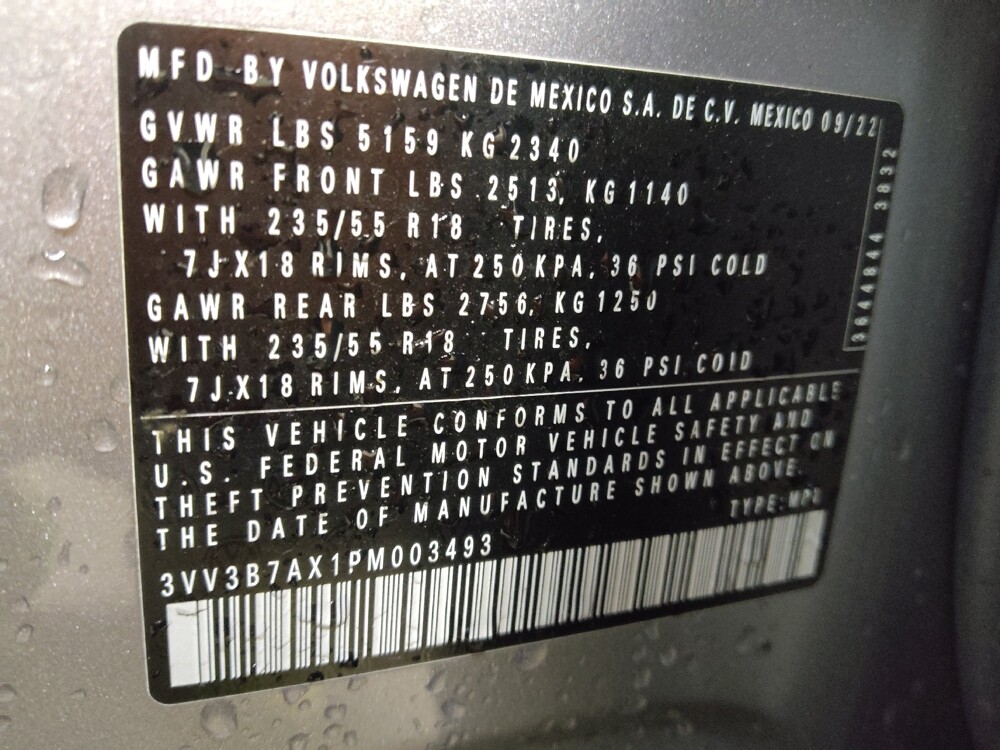 MFD BY VOLKSWAGEN DE MEXICO S.A. DE C.V. MEXICO 09/22
GVWR LBS 5159 KG 2340
GAWR FRONT LBS 2513, KG 1140
WITH 235/55 R18 TIRES,
7J X18 RIMS, AT 250 KPA, 36 PSI COLD
GAWR REAR LBS 2756, KG 1250
WITH 235/55 R18 TIRES,
7J X18 RIMS, AT 250 KPA, 36 PSI COLD
3644844 3832
THIS VEHICLE CONFORMS TO ALL APPLICABLE
U.S. FEDERAL MOTOR VEHICLE SAFETY AND
THEFT PREVENTION STANDARDS IN EFFECT ON
THE DATE OF MANUFACTURE SHOWN ABOVE.
TYPE: MPV
3VV3B7AX1PM003493